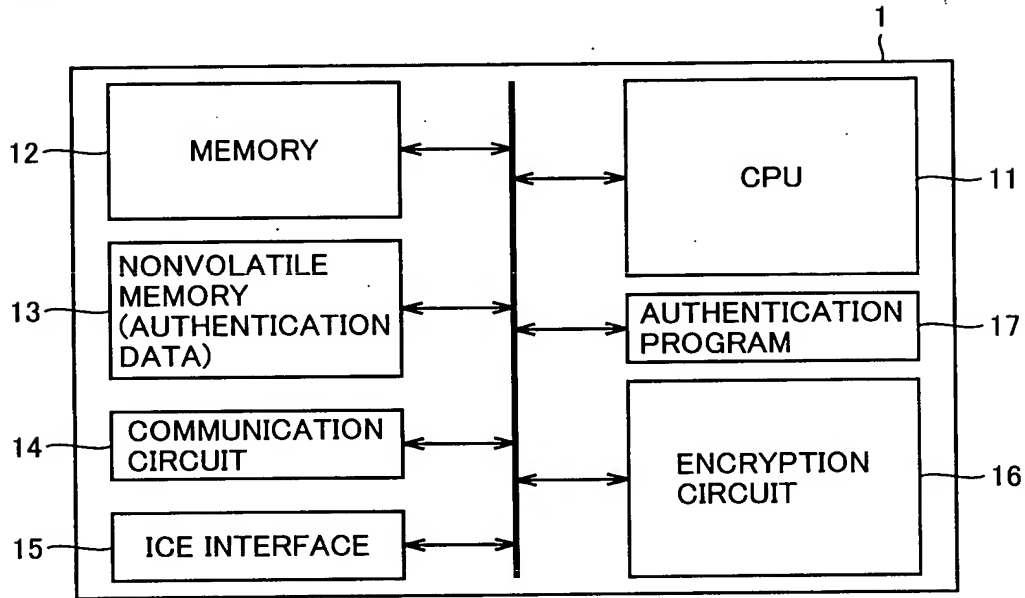 1
12
MEMORY
CPU
11
13
NONVOLATILE
MEMORY
(AUTHENTICATION
DATA)
AUTHENTICATION
PROGRAM
17
14
COMMUNICATION
CIRCUIT
ENCRYPTION
CIRCUIT
16
15
ICE INTERFACE